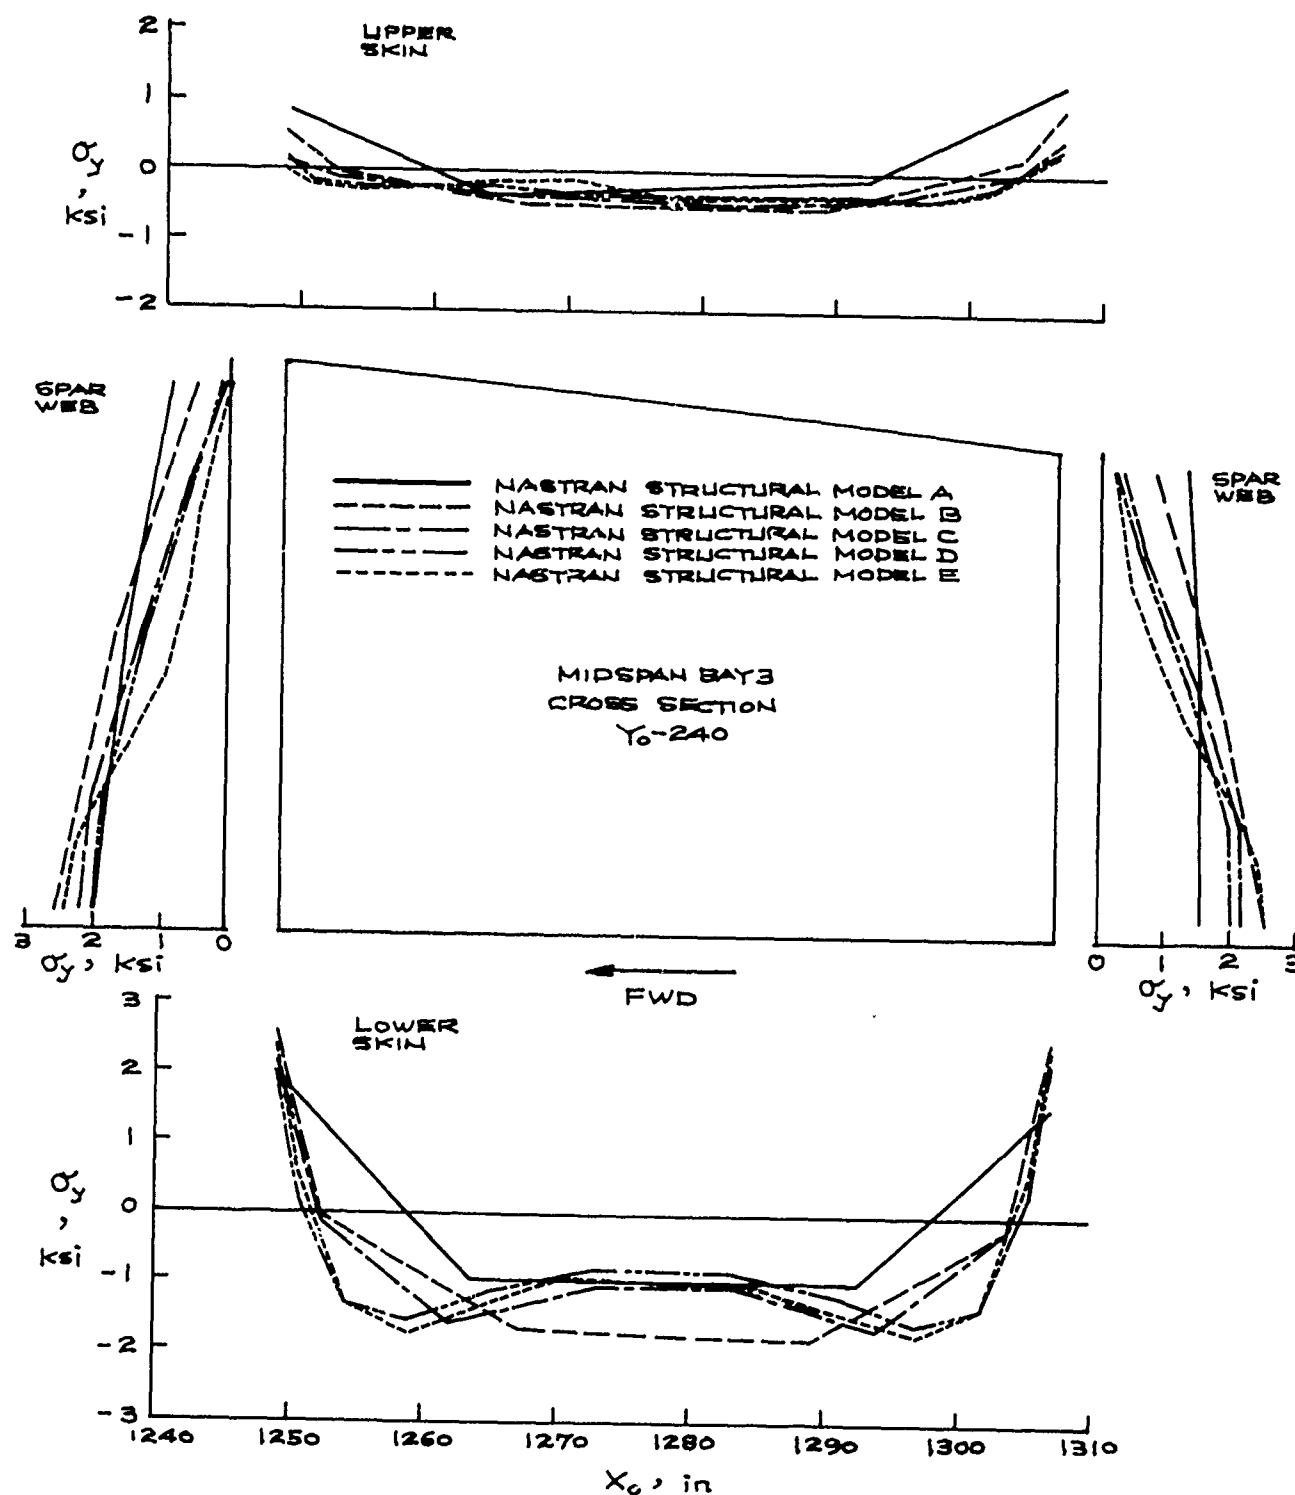 UPPER
SKIN
2
1
0
-1
-2
σy, ksi
SPAR
WEB
SPAR
WEB
NASTRAN STRUCTURAL MODEL A
NASTRAN STRUCTURAL MODEL B
NASTRAN STRUCTURAL MODEL C
NASTRAN STRUCTURAL MODEL D
NASTRAN STRUCTURAL MODEL E
MIDSPAN BAY3
CROSS SECTION
Yo-240
3 2 1 0
σy, ksi
0 1 2 3
σy, ksi
FWD
LOWER
SKIN
3
2
1
0
-1
-2
-3
σy, ksi
1240 1250 1260 1270 1280 1290 1300 1310
Xo, in